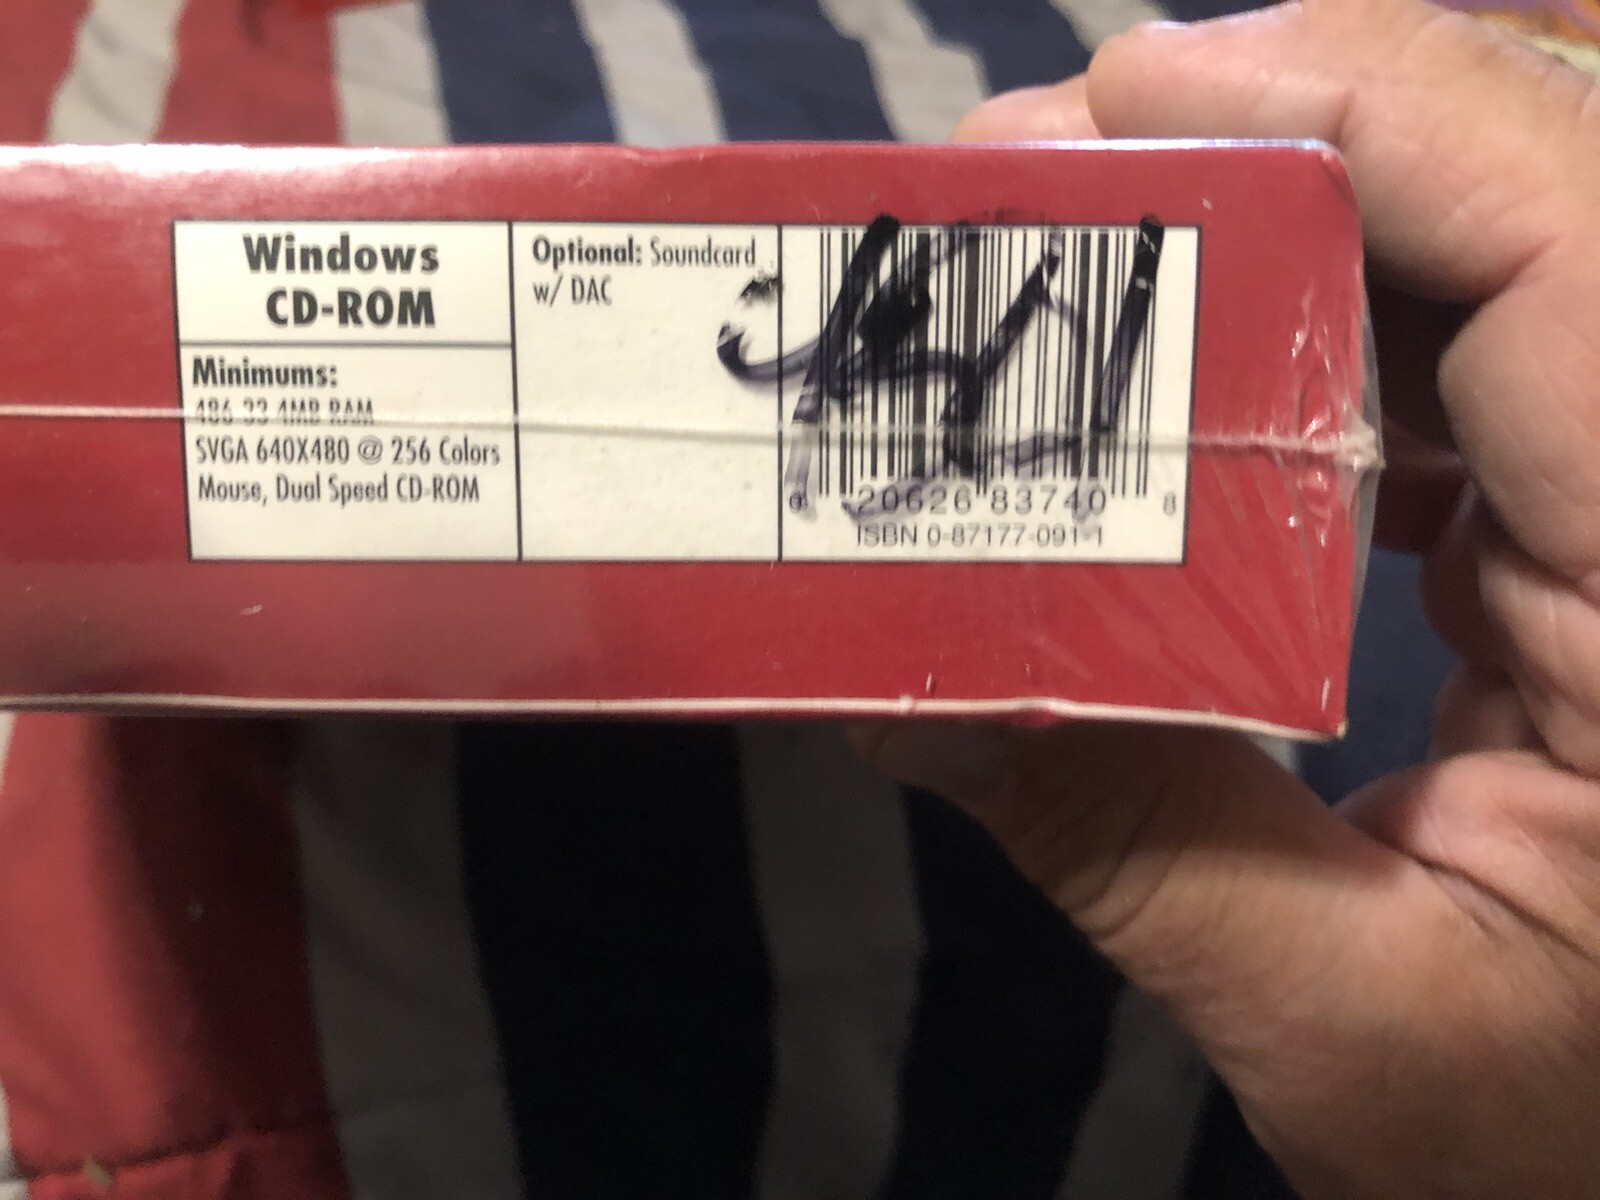 Windows
CD-ROM
Minimums:
486-33 4MB RAM
SVGA 640X480 @ 256 Colors
Mouse, Dual Speed CD-ROM
Optional: Soundcard
w/ DAC
0 20626 83740 8
ISBN 0-87177-091-1